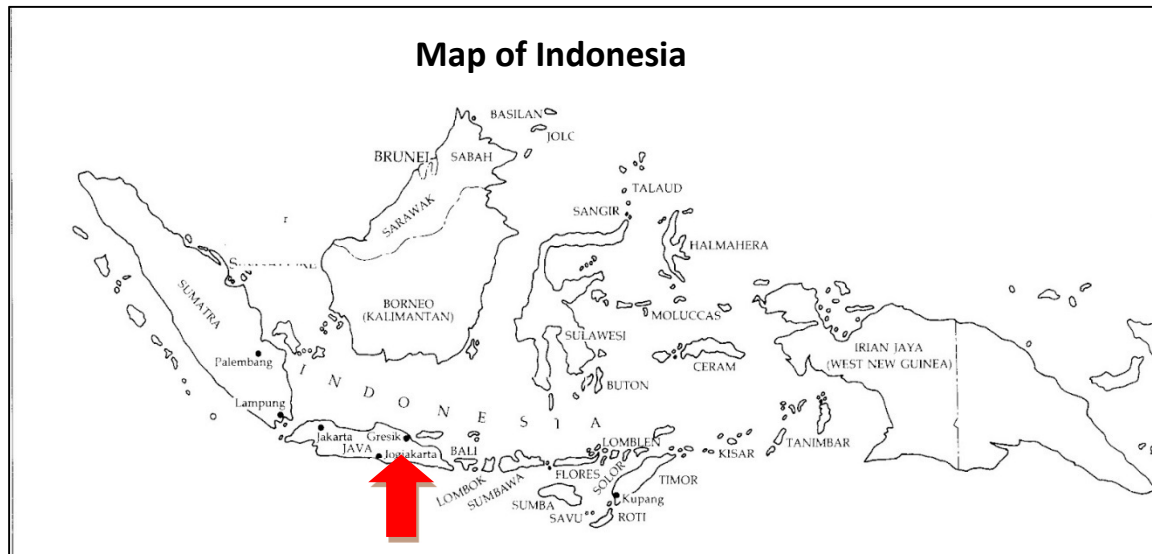 Map of Indonesia
BASILAN
JOLO
BRUNEI
SABAH
TALAUD
SARAWAK
SANGIR
HALMAHERA
SUMATRA
BORNEO
(KALIMANTAN)
MOLUCCAS
SULAWESI
IRIAN JAYA
(WEST NEW GUINEA)
Palembang
CERAM
INDONESIA
BUTON
Lampung
Jakarta
Gresik
JAVA
Jogjakarta
BALI
LOMBLEN
KISAR
TANIMBAR
LOMBOK
SUMBAWA
FLORES
SOLOR
TIMOR
SUMBA
Kupang
SAVU
ROTI